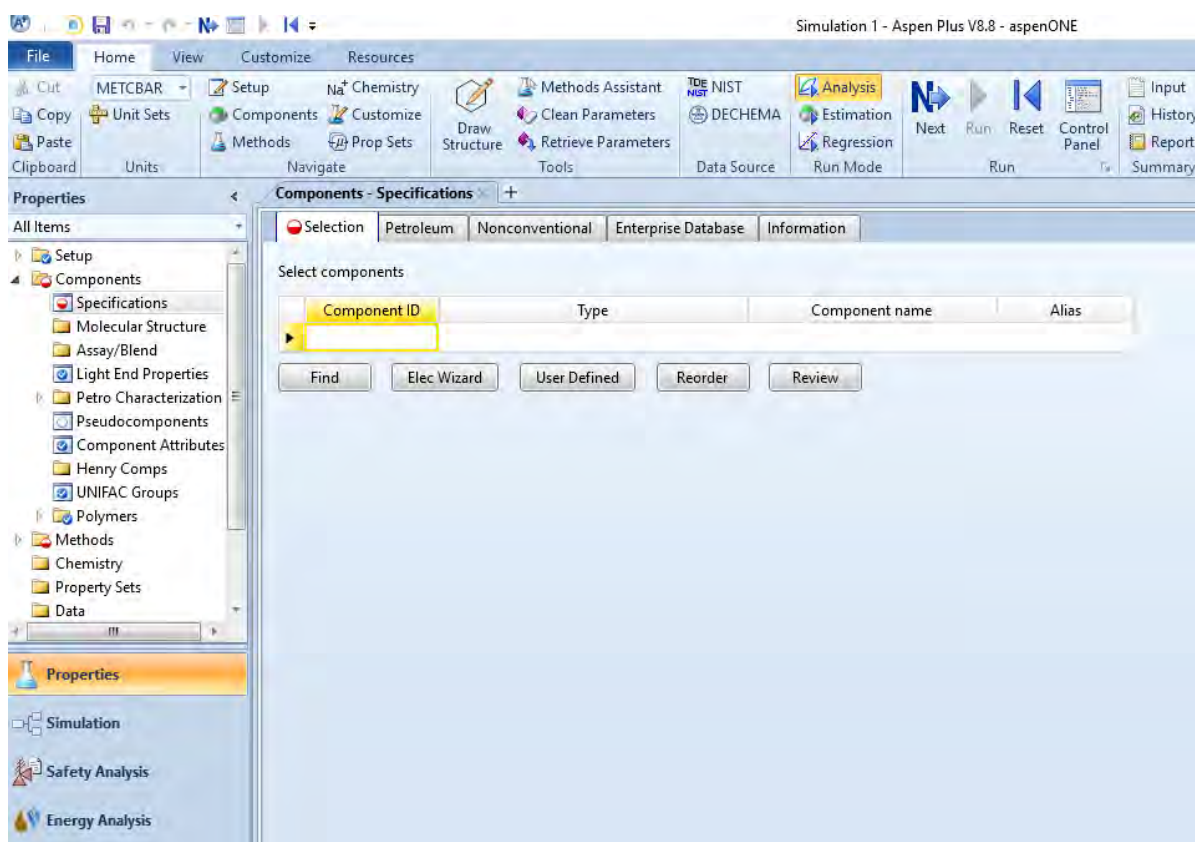 Simulation 1 - Aspen Plus V8.8 - aspenONE
File Home View Customize Resources
Cut METCBAR Setup Na+ Chemistry Methods Assistant TDE NIST NIST Analysis Input
Copy Unit Sets Components Customize Draw Structure Clean Parameters DECHEMA Estimation Next Run Reset Control Panel History
Paste Methods Prop Sets Retrieve Parameters Regression Report
Clipboard Units Navigate Tools Data Source Run Mode Run Summary
Properties
All Items
Setup
Components
Specifications
Molecular Structure
Assay/Blend
Light End Properties
Petro Characterization
Pseudocomponents
Component Attributes
Henry Comps
UNIFAC Groups
Polymers
Methods
Chemistry
Property Sets
Data
Properties
Simulation
Safety Analysis
Energy Analysis
Components - Specifications +
Selection Petroleum Nonconventional Enterprise Database Information
Select components
Component ID Type Component name Alias
Find Elec Wizard User Defined Reorder Review